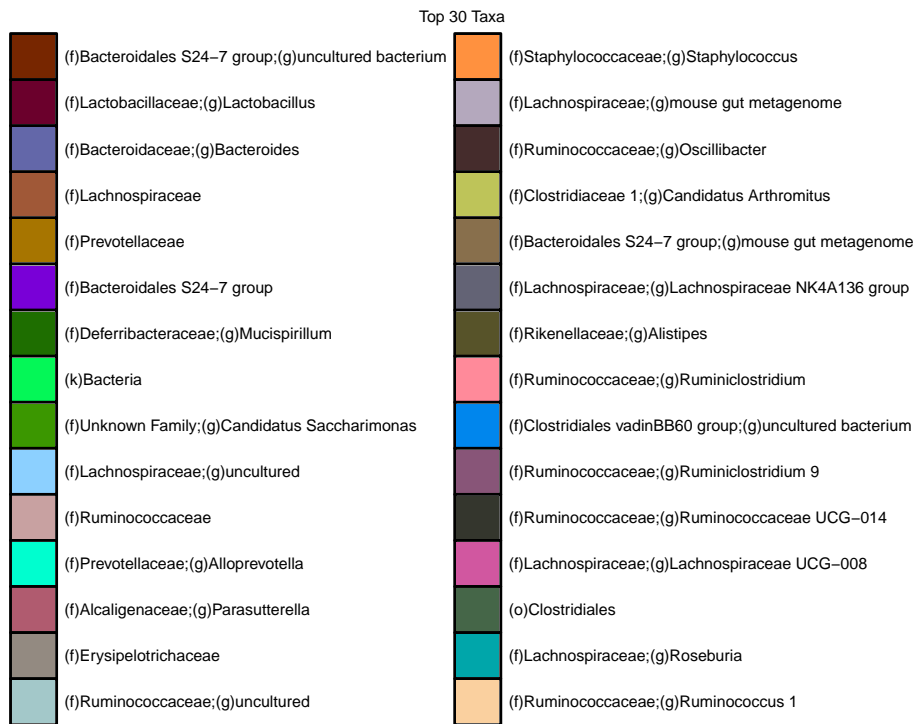 Top 30 Taxa
(f)Bacteroidales S24−7 group;(g)uncultured bacterium
(f)Lactobacillaceae;(g)Lactobacillus
(f)Bacteroidaceae;(g)Bacteroides
(f)Lachnospiraceae
(f)Prevotellaceae
(f)Bacteroidales S24−7 group
(f)Deferribacteraceae;(g)Mucispirillum
(k)Bacteria
(f)Unknown Family;(g)Candidatus Saccharimonas
(f)Lachnospiraceae;(g)uncultured
(f)Ruminococcaceae
(f)Prevotellaceae;(g)Alloprevotella
(f)Alcaligenaceae;(g)Parasutterella
(f)Erysipelotrichaceae
(f)Ruminococcaceae;(g)uncultured
(f)Staphylococcaceae;(g)Staphylococcus
(f)Lachnospiraceae;(g)mouse gut metagenome
(f)Ruminococcaceae;(g)Oscillibacter
(f)Clostridiaceae 1;(g)Candidatus Arthromitus
(f)Bacteroidales S24−7 group;(g)mouse gut metagenome
(f)Lachnospiraceae;(g)Lachnospiraceae NK4A136 group
(f)Rikenellaceae;(g)Alistipes
(f)Ruminococcaceae;(g)Ruminiclostridium
(f)Clostridiales vadinBB60 group;(g)uncultured bacterium
(f)Ruminococcaceae;(g)Ruminiclostridium 9
(f)Ruminococcaceae;(g)Ruminococcaceae UCG−014
(f)Lachnospiraceae;(g)Lachnospiraceae UCG−008
(o)Clostridiales
(f)Lachnospiraceae;(g)Roseburia
(f)Ruminococcaceae;(g)Ruminococcus 1